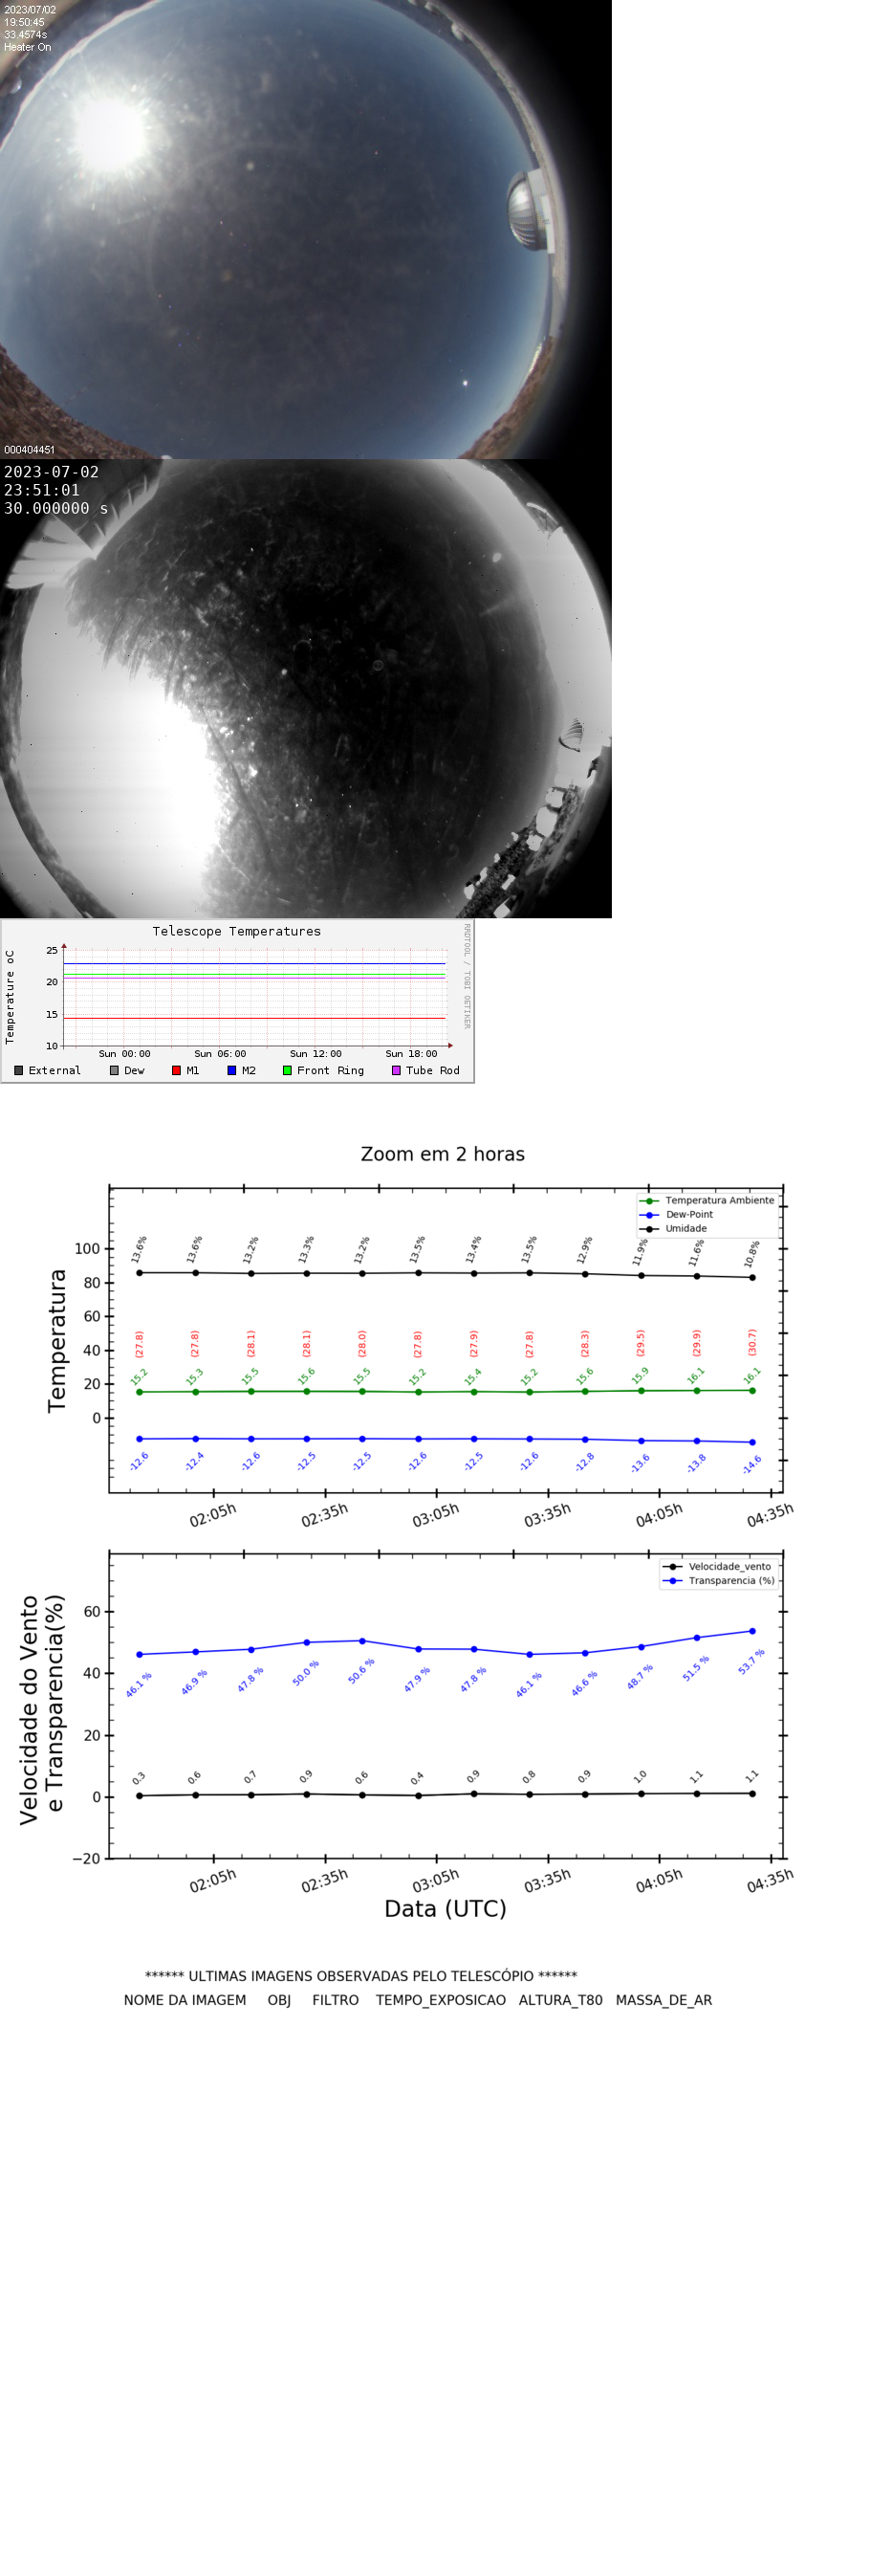 2023/07/02
19:50:45
33.4574s
Heater On
000404451
2023-07-02
23:51:01
30.000000 s
Telescope Temperatures
RRDTOOL / TOBI OETIKER
Temperature oC
25
20
15
10
Sun 00:00 Sun 06:00 Sun 12:00 Sun 18:00
External Dew M1 M2 Front Ring Tube Rod
Zoom em 2 horas
Temperatura Ambiente
Dew-Point
Umidade
Temperatura
100
80
60
40
20
0
13.6% 13.6% 13.2% 13.3% 13.2% 13.5% 13.4% 13.5% 12.9% 11.9% 11.6% 10.8%
(27.8) (27.8) (28.1) (28.1) (28.0) (27.8) (27.9) (27.8) (28.3) (29.5) (29.9) (30.7)
15.2 15.3 15.5 15.6 15.5 15.2 15.4 15.2 15.6 15.9 16.1 16.1
-12.6 -12.4 -12.6 -12.5 -12.5 -12.6 -12.5 -12.6 -12.8 -13.6 -13.8 -14.6
02:05h 02:35h 03:05h 03:35h 04:05h 04:35h
Velocidade_vento
Transparencia (%)
Velocidade do Vento
e Transparencia(%)
60
40
20
0
−20
46.1 % 46.9 % 47.8 % 50.0 % 50.6 % 47.9 % 47.8 % 46.1 % 46.6 % 48.7 % 51.5 % 53.7 %
0.3 0.6 0.7 0.9 0.6 0.4 0.9 0.8 0.9 1.0 1.1 1.1
02:05h 02:35h 03:05h 03:35h 04:05h 04:35h
Data (UTC)
****** ULTIMAS IMAGENS OBSERVADAS PELO TELESCÓPIO ******
NOME DA IMAGEM OBJ FILTRO TEMPO_EXPOSICAO ALTURA_T80 MASSA_DE_AR